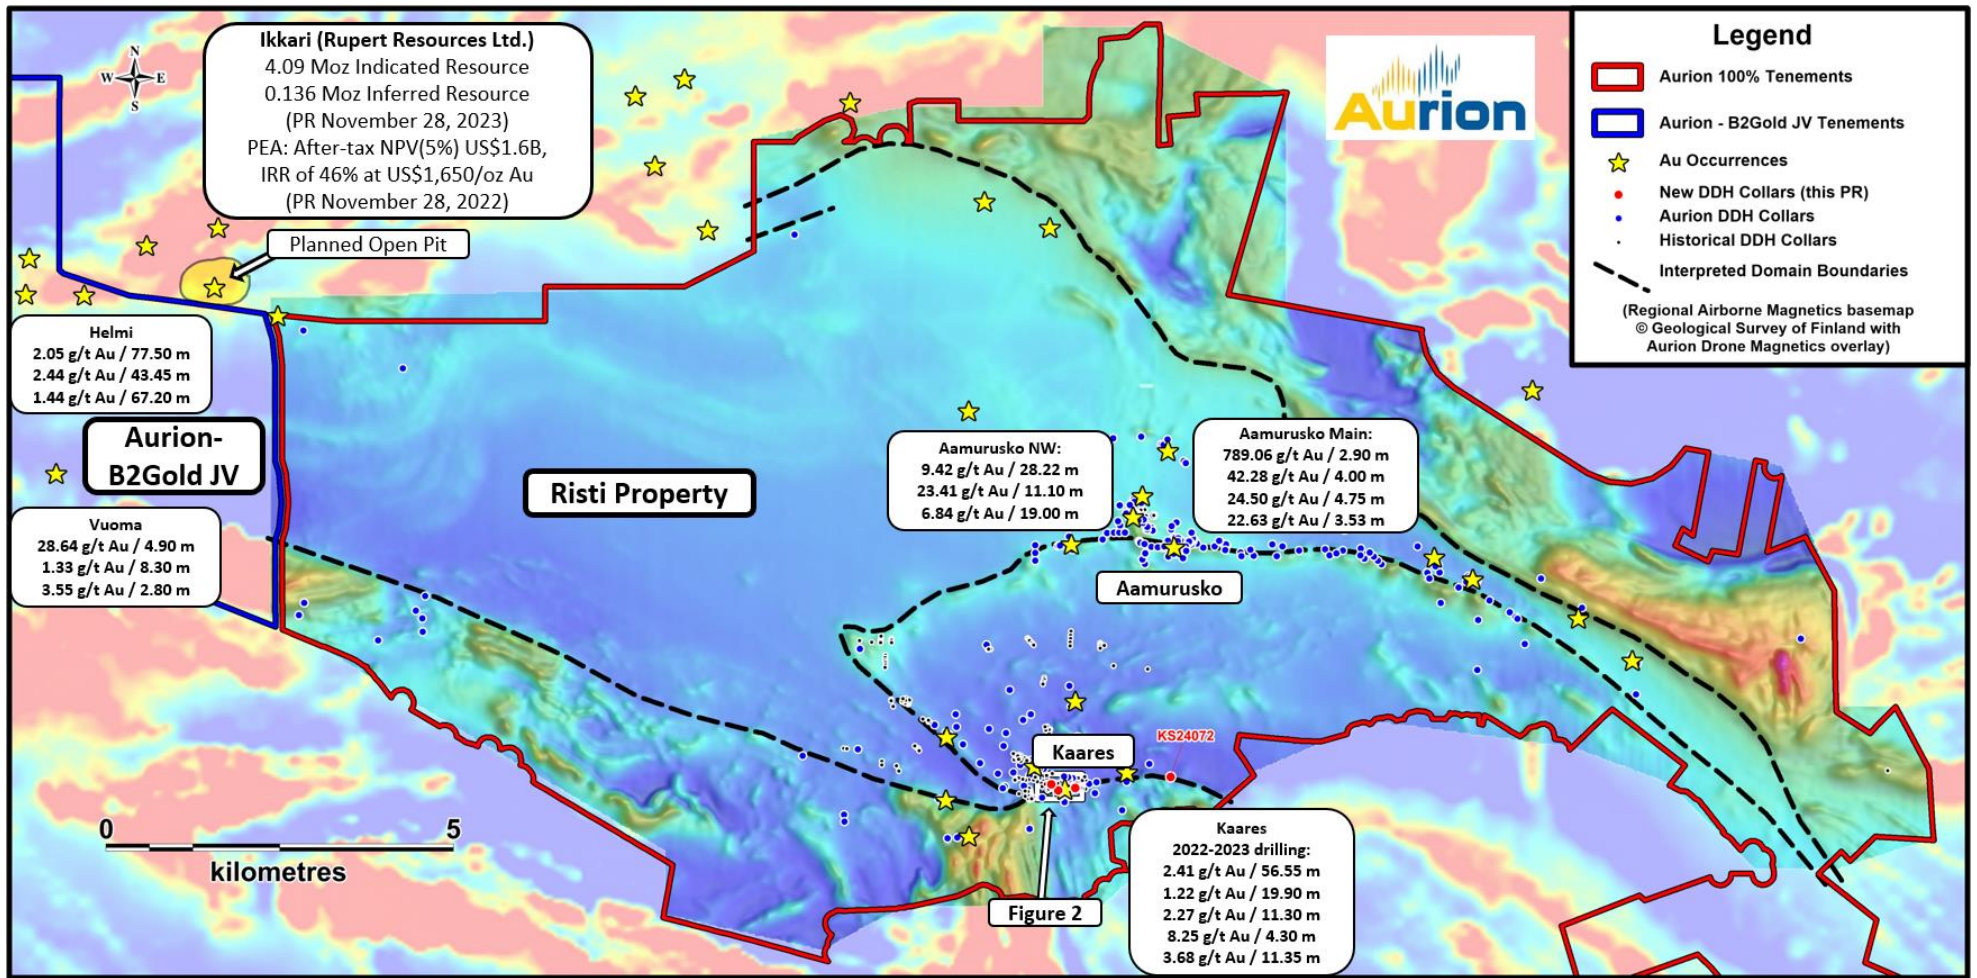 Ikkari (Rupert Resources Ltd.)
4.09 Moz Indicated Resource
0.136 Moz Inferred Resource
(PR November 28, 2023)
PEA: After-tax NPV(5%) US$1.6B,
IRR of 46% at US$1,650/oz Au
(PR November 28, 2022)
N
W E
S
Planned Open Pit
Aurion
Legend
Aurion 100% Tenements
Aurion - B2Gold JV Tenements
Au Occurrences
New DDH Collars (this PR)
Aurion DDH Collars
Historical DDH Collars
Interpreted Domain Boundaries
(Regional Airborne Magnetics basemap
© Geological Survey of Finland with
Aurion Drone Magnetics overlay)
Helmi
2.05 g/t Au / 77.50 m
2.44 g/t Au / 43.45 m
1.44 g/t Au / 67.20 m
Aurion-
B2Gold JV
Vuoma
28.64 g/t Au / 4.90 m
1.33 g/t Au / 8.30 m
3.55 g/t Au / 2.80 m
Risti Property
Aamurusko NW:
9.42 g/t Au / 28.22 m
23.41 g/t Au / 11.10 m
6.84 g/t Au / 19.00 m
Aamurusko Main:
789.06 g/t Au / 2.90 m
42.28 g/t Au / 4.00 m
24.50 g/t Au / 4.75 m
22.63 g/t Au / 3.53 m
Aamurusko
KS24072
Kaares
Kaares
2022-2023 drilling:
2.41 g/t Au / 56.55 m
1.22 g/t Au / 19.90 m
2.27 g/t Au / 11.30 m
8.25 g/t Au / 4.30 m
3.68 g/t Au / 11.35 m
Figure 2
0 5
kilometres